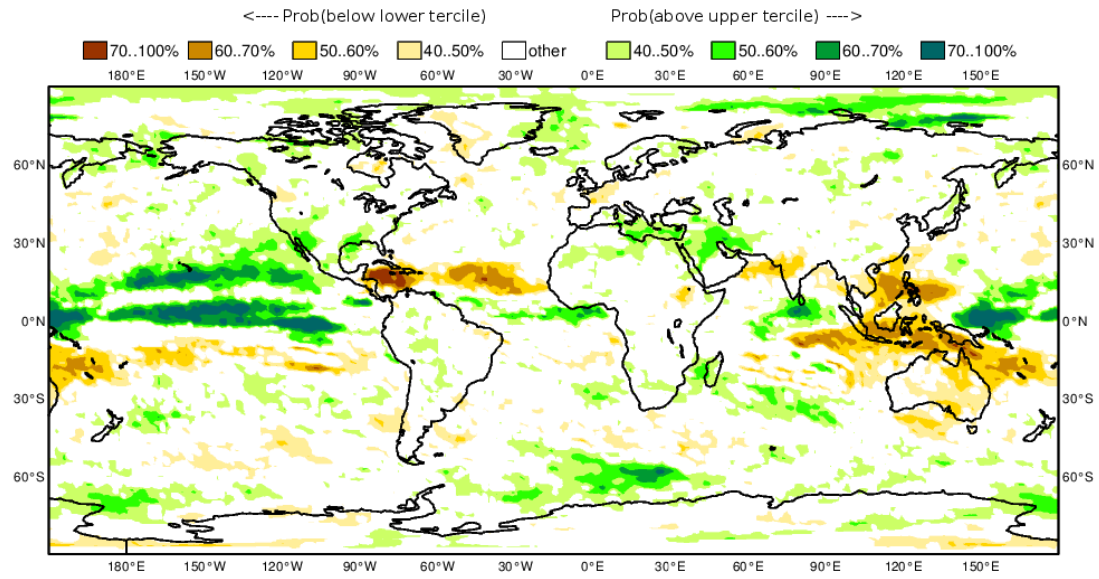 <---- Prob(below lower tercile) Prob(above upper tercile) ---->
70..100% 60..70% 50..60% 40..50% other 40..50% 50..60% 60..70% 70..100%
180°E 150°W 120°W 90°W 60°W 30°W 0°E 30°E 60°E 90°E 120°E 150°E
60°N 60°N
30°N 30°N
0°N 0°N
30°S 30°S
60°S 60°S
180°E 150°W 120°W 90°W 60°W 30°W 0°E 30°E 60°E 90°E 120°E 150°E